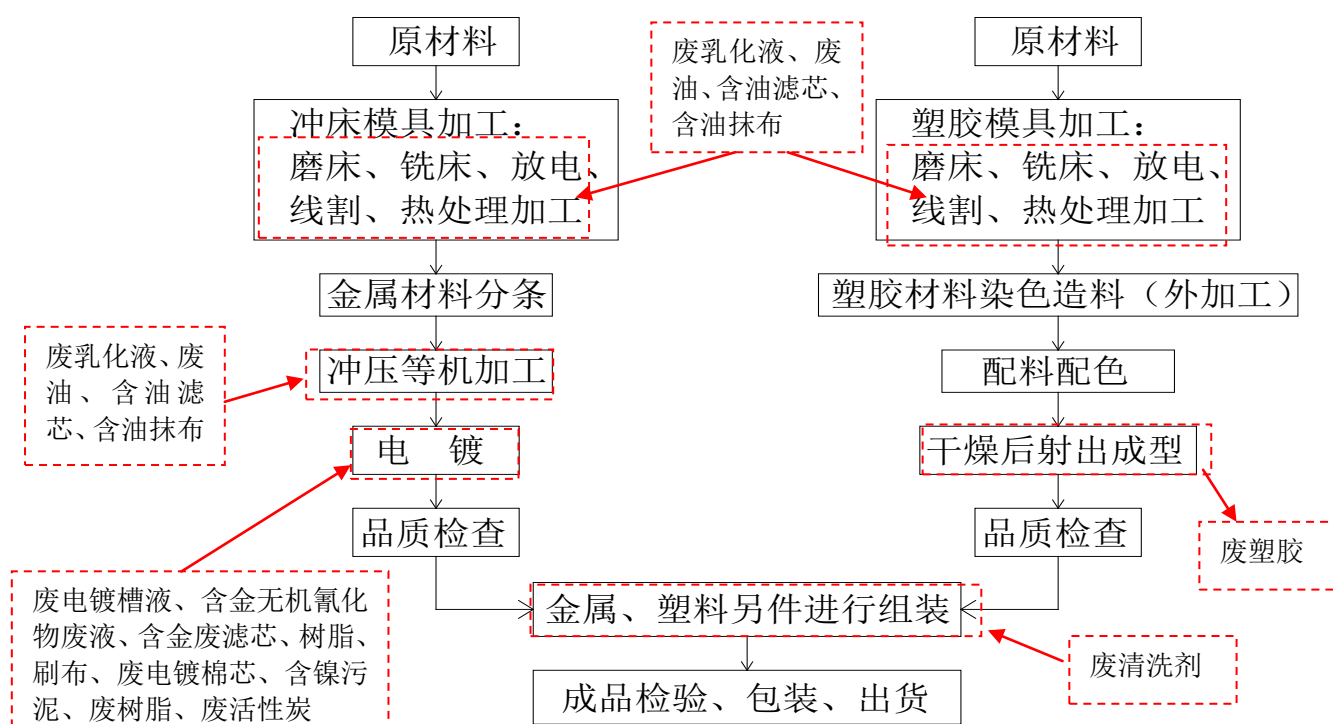 原材料
废乳化液、废
油、含油滤芯、
含油抹布
原材料
冲床模具加工：
磨床、铣床、放电、
线割、热处理加工
塑胶模具加工：
磨床、铣床、放电、
线割、热处理加工
金属材料分条
塑胶材料染色造料（外加工）
废乳化液、废
油、含油滤
芯、含油抹布
冲压等机加工
配料配色
电 镀
干燥后射出成型
品质检查
品质检查
废塑胶
废电镀槽液、含金无机氰化
物废液、含金废滤芯、树脂、
刷布、废电镀棉芯、含镍污
泥、废树脂、废活性炭
金属、塑料另件进行组装
废清洗剂
成品检验、包装、出货